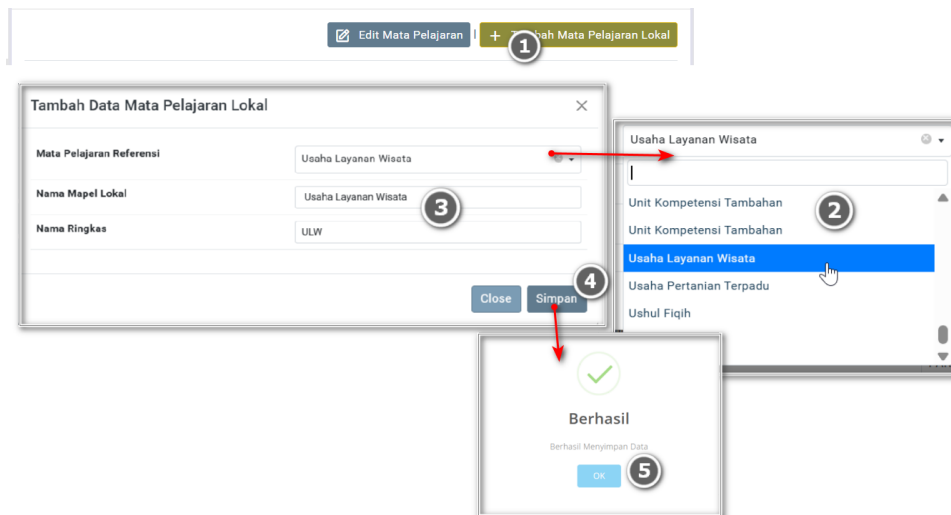 Edit Mata Pelajaran | + Tambah Mata Pelajaran Lokal
1
Tambah Data Mata Pelajaran Lokal
Mata Pelajaran Referensi
Usaha Layanan Wisata
Nama Mapel Lokal
Usaha Layanan Wisata
3
Nama Ringkas
ULW
4
Close
Simpan
Usaha Layanan Wisata
Unit Kompetensi Tambahan
2
Unit Kompetensi Tambahan
Usaha Layanan Wisata
Usaha Pertanian Terpadu
Ushul Fiqih
Berhasil
Berhasil Menyimpan Data
OK
5